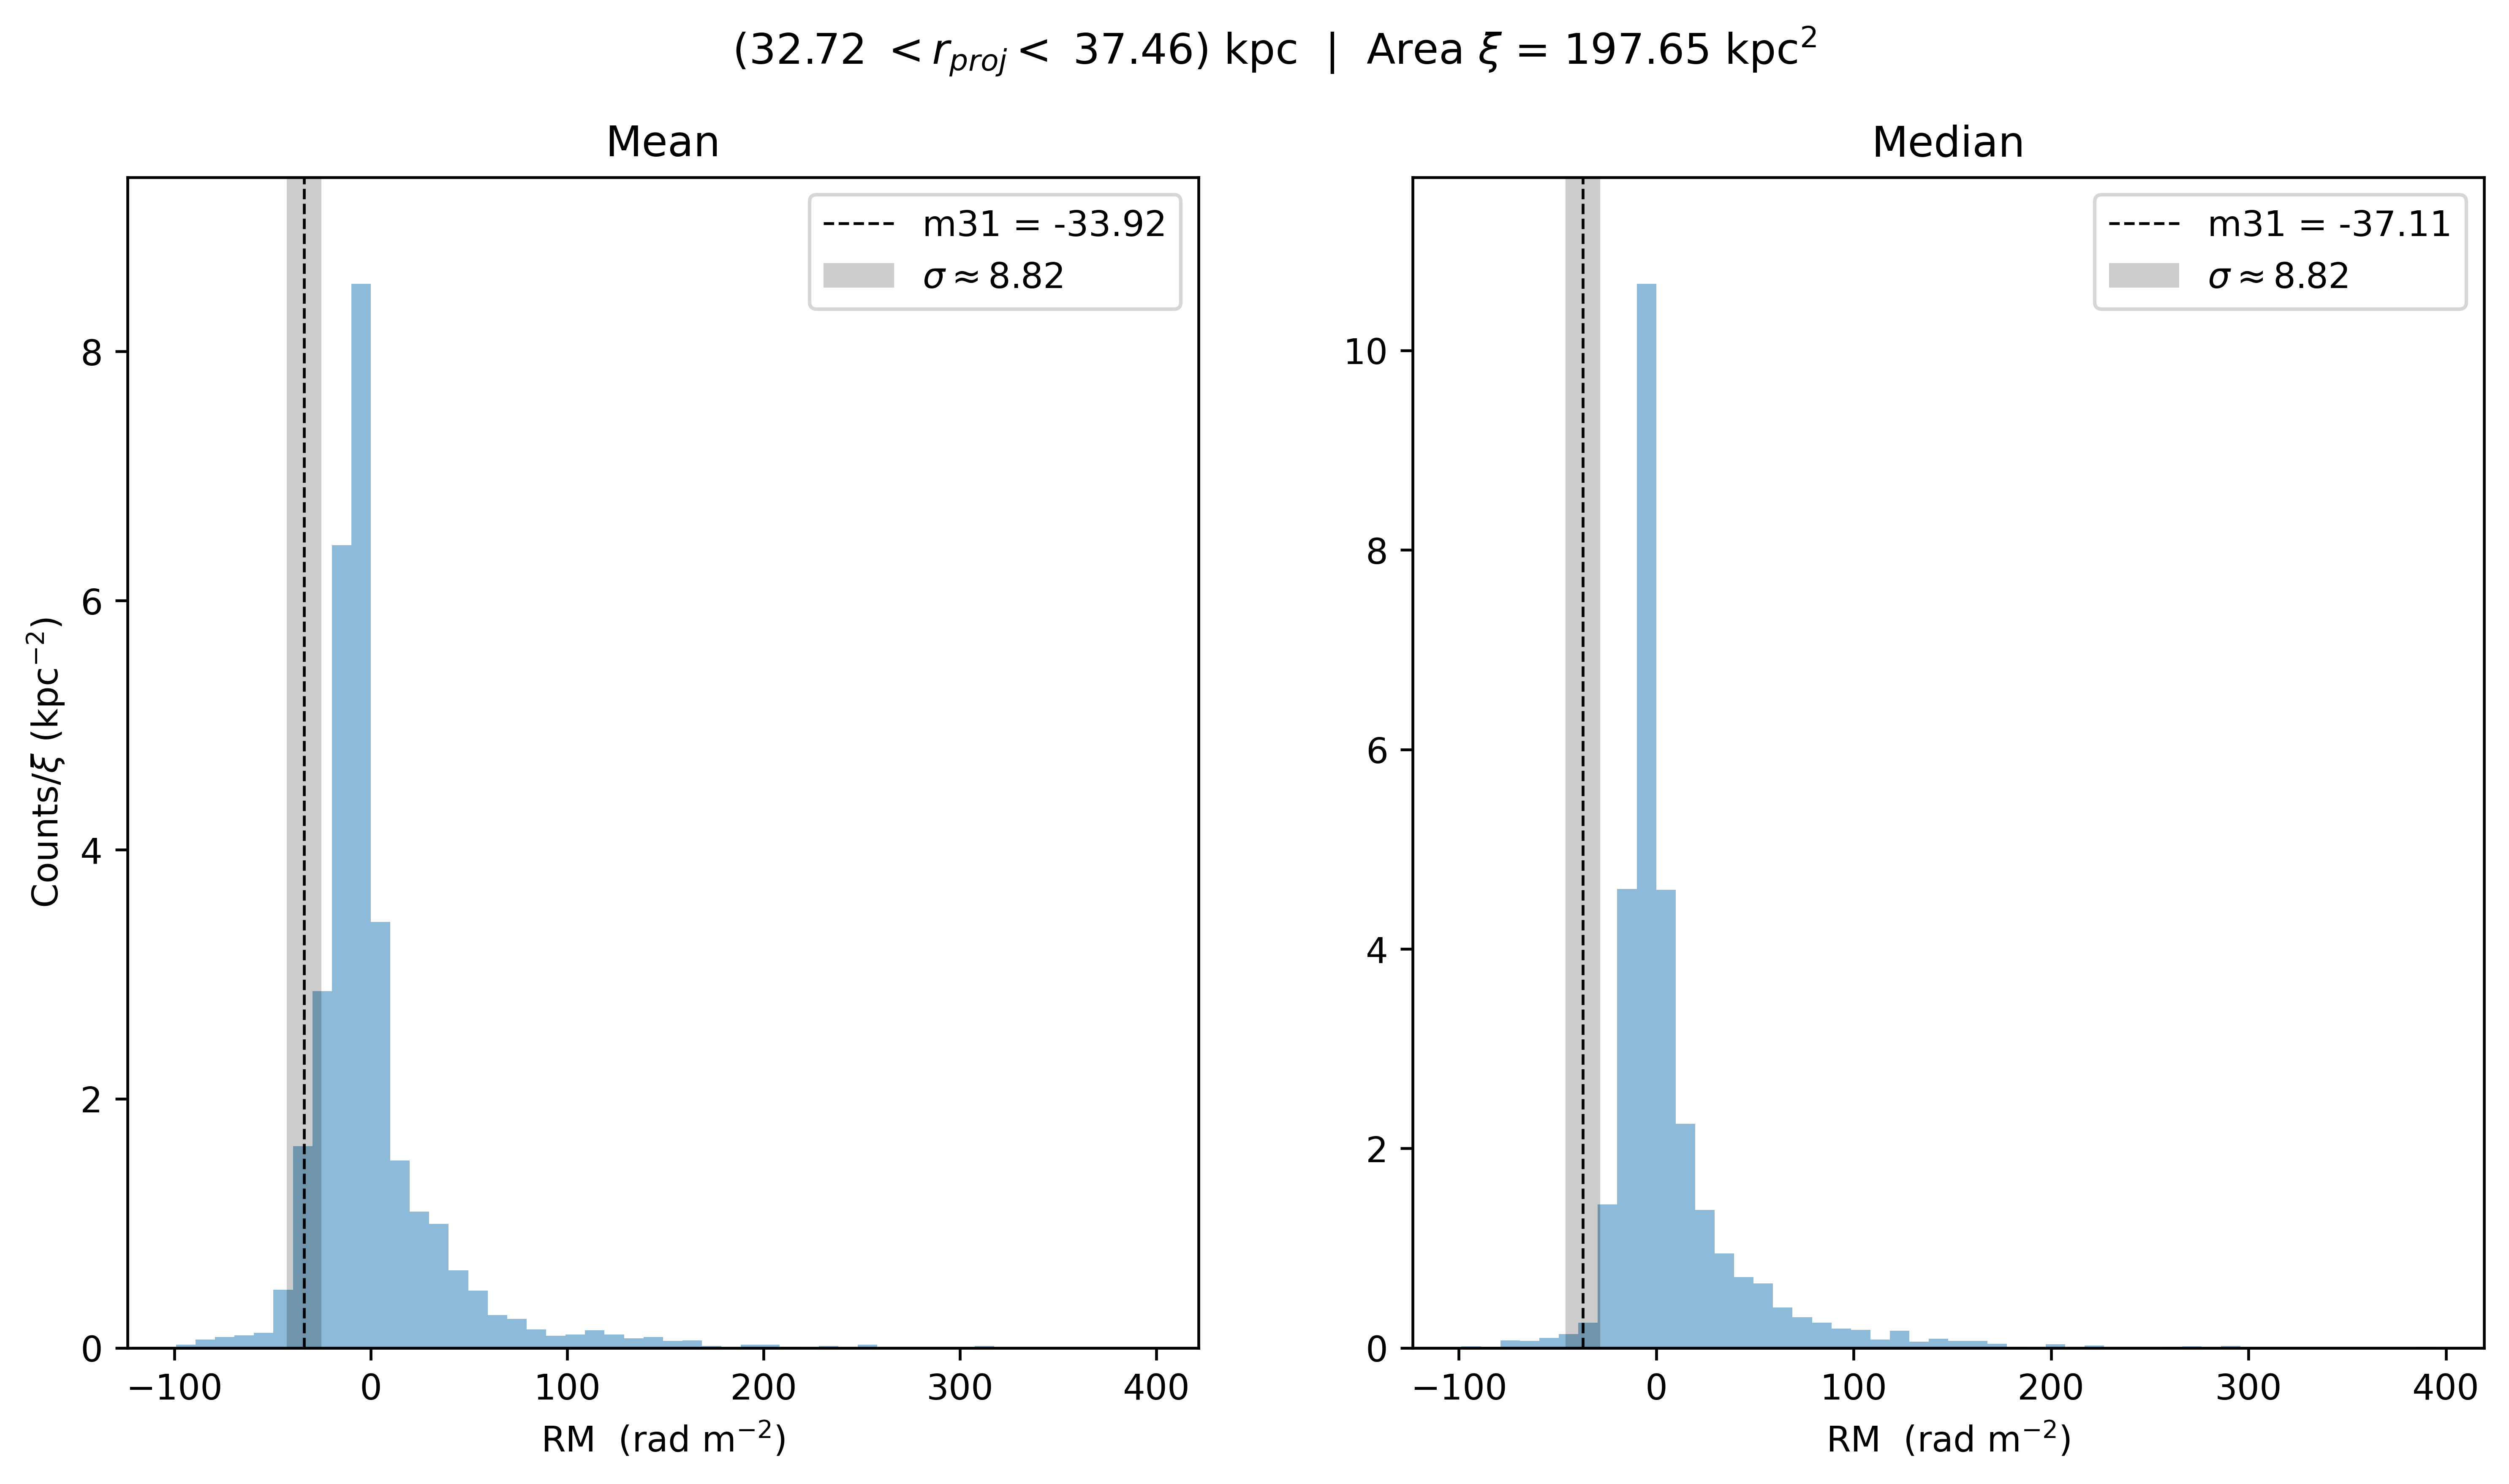 (32.72 < r_proj < 37.46) kpc | Area ξ = 197.65 kpc²
Mean
m31 = -33.92
σ ≈ 8.82
8
6
4
2
0
Counts/ξ (kpc⁻²)
−100 0 100 200 300 400
RM (rad m⁻²)
Median
m31 = -37.11
σ ≈ 8.82
10
8
6
4
2
0
−100 0 100 200 300 400
RM (rad m⁻²)